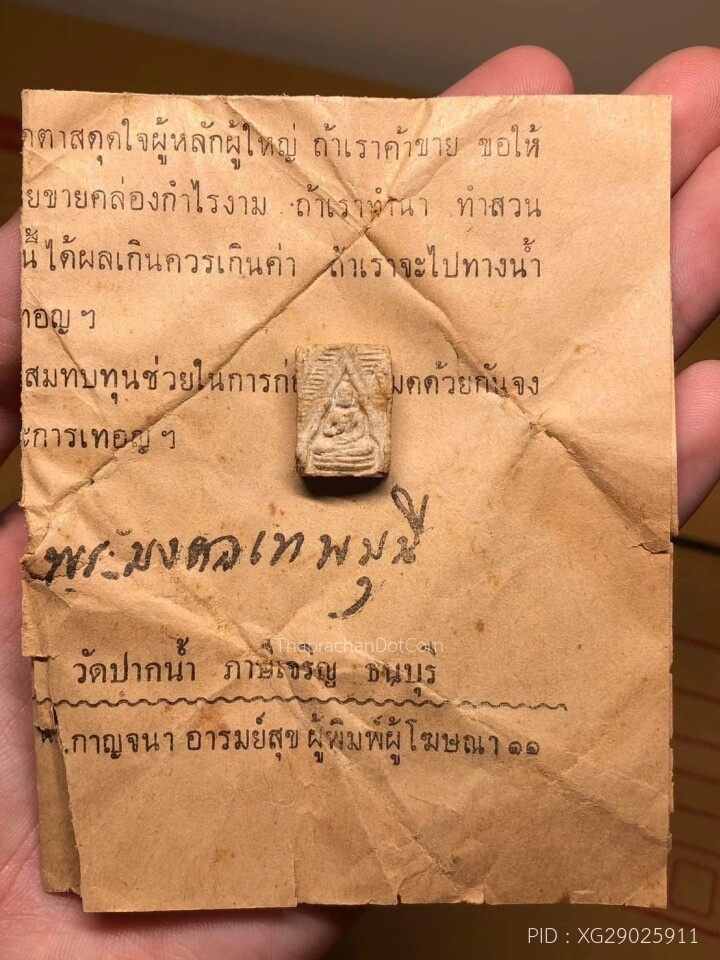 ตาสดุดใจผู้หลักผู้ใหญ่ ถ้าเราค้าขาย ขอให้
ยขายคล่องกำไรงาม ถ้าเราทำนา ทำสวน
นี้ ได้ผลเกินควรเกินค่า ถ้าเราจะไปทางน้ำ
ทอญ ๆ
สมทบทุนช่วยในการก่ มคด้วยกันจง
ะการเทอญ ๆ
พระมงคลเทพมุนี
ThaprachanDotCom
วัดปากน้ำ ภาษีเจริญ ธนบุรี
กาญจนา อารมย์สุข ผู้พิมพ์ผู้โฆษณา ๑๑
PID : XG29025911